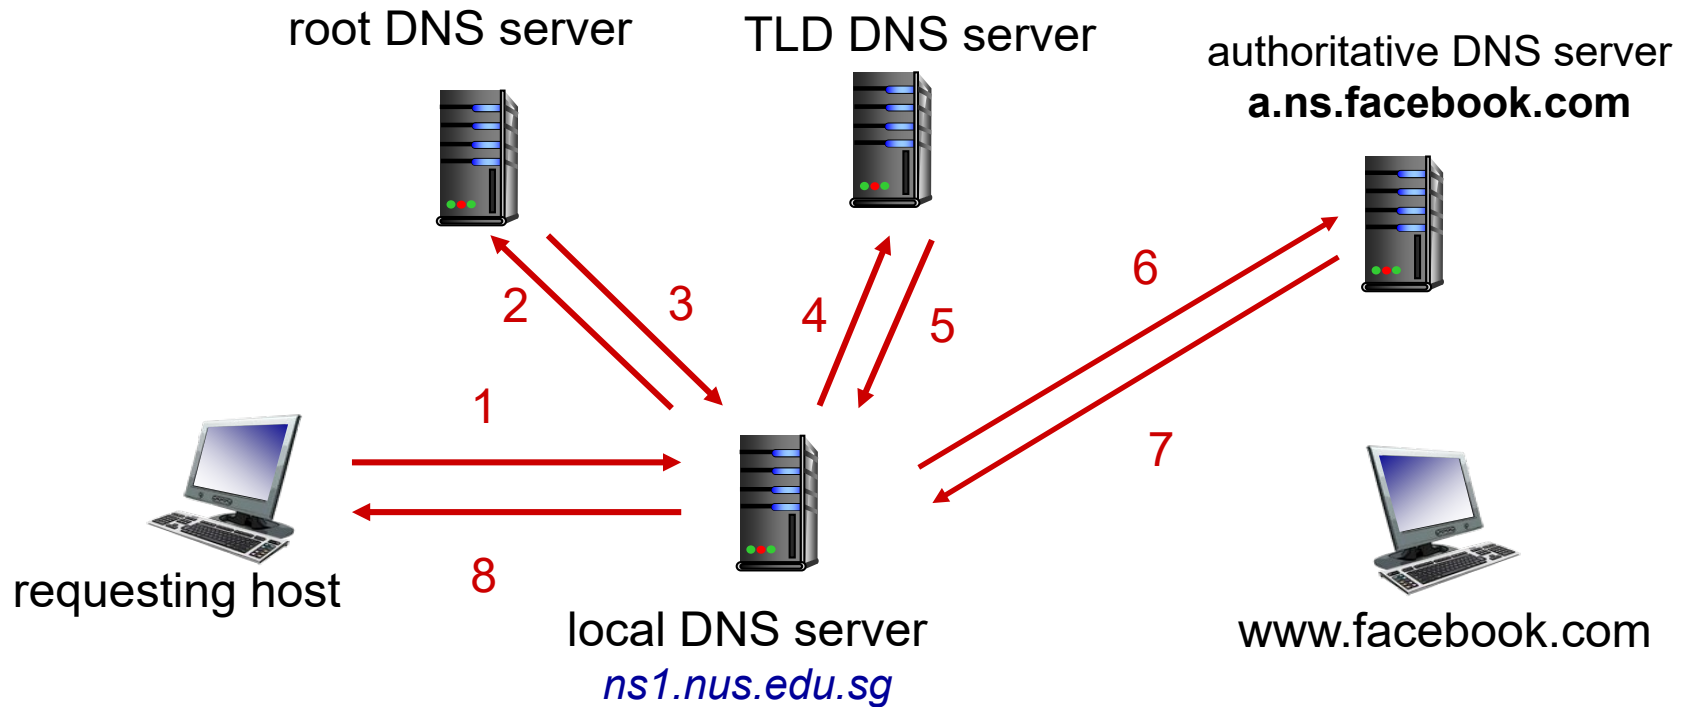 root DNS server
TLD DNS server
authoritative DNS server
a.ns.facebook.com
2
3
4
5
6
1
7
8
requesting host
local DNS server
ns1.nus.edu.sg
www.facebook.com